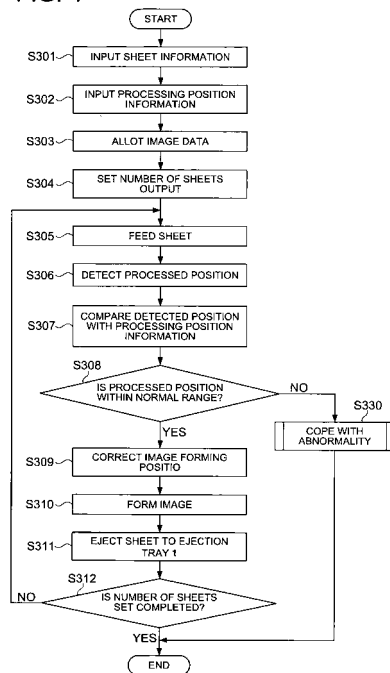 START
S301
INPUT SHEET INFORMATION
S302
INPUT PROCESSING POSITION
INFORMATION
S303
ALLOT IMAGE DATA
S304
SET NUMBER OF SHEETS
OUTPUT
S305
FEED SHEET
S306
DETECT PROCESSED POSITION
S307
COMPARE DETECTED POSITION
WITH PROCESSING POSITION
INFORMATION
S308
IS PROCESSED POSITION
WITHIN NORMAL RANGE?
NO
S330
COPE WITH
ABNORMALITY
YES
S309
CORRECT IMAGE FORMING
POSITIO
S310
FORM IMAGE
S311
EJECT SHEET TO EJECTION
TRAY 1
S312
IS NUMBER OF SHEETS
SET COMPLETED?
NO
YES
END